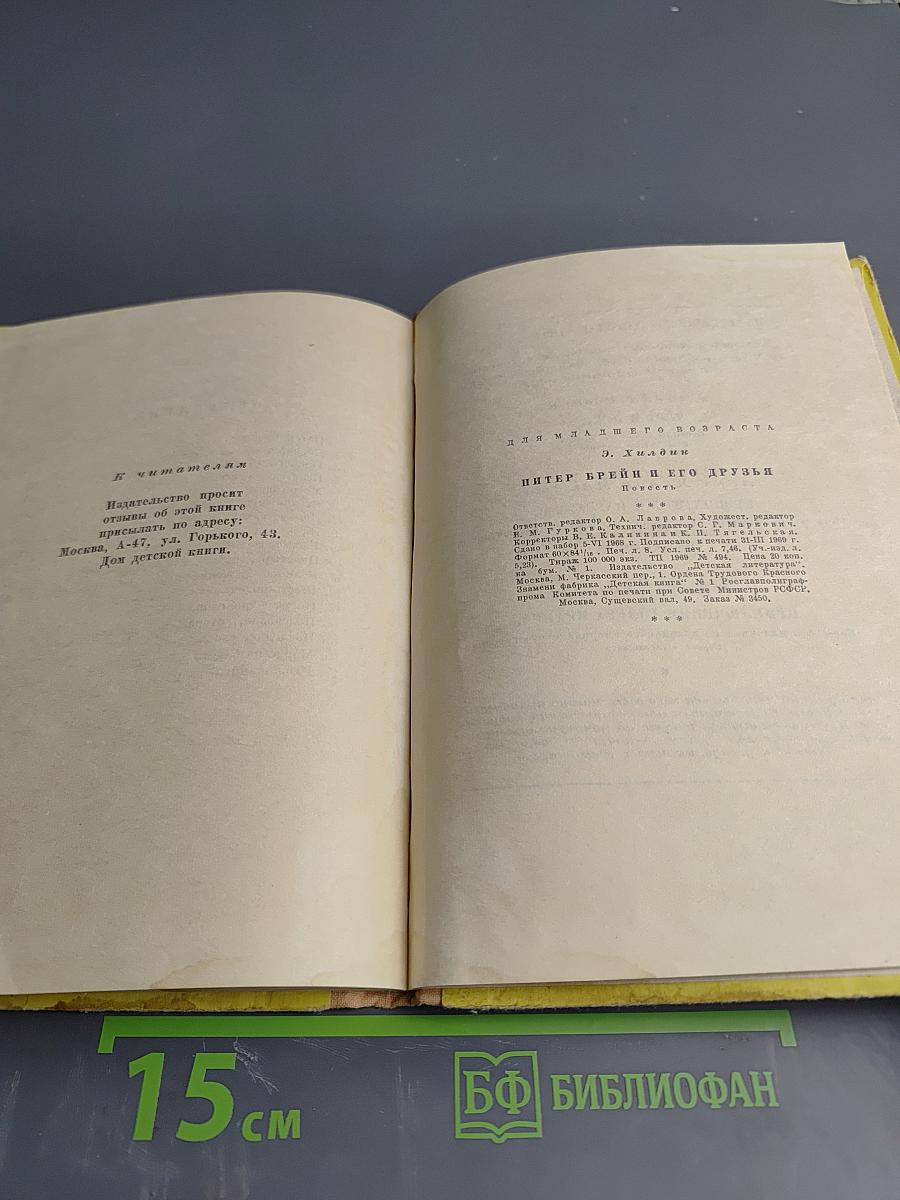 К читателям
Издательство просит
отзывы об этой книге
присылать по адресу:
Москва, А-47, ул. Горького, 43.
Дом детской книги.
ДЛЯ МЛАДШЕГО ВОЗРАСТА
Э. Хилдик
ПИТЕР БРЕЙН И ЕГО ДРУЗЬЯ
Повесть
* * *
Ответств. редактор О. А. Лаврова. Художест. редактор
Е. М. Гуркова. Технич. редактор С. Г. Маркович.
Корректоры В. Е. Калинина и К. П. Тягельская.
Сдано в набор 5-VI 1968 г. Подписано к печати 31-III 1969 г.
Формат 60×84¹/₁₆. Печ. л. 8. Усл. печ. л. 7,46. (Уч.-изд. л.
5,23). Тираж 100 000 экз. ТП 1969 № 494. Цена 20 коп.
на бум. № 1. Издательство „Детская литература“.
Москва, М. Черкасский пер., 1. Ордена Трудового Красного
Знамени фабрика „Детская книга“ № 1 Росглавполиграф-
прома Комитета по печати при Совете Министров РСФСР.
Москва, Сущевский вал, 49. Заказ № 3450.
* * *
15 см
БФ БИБЛИОФАН